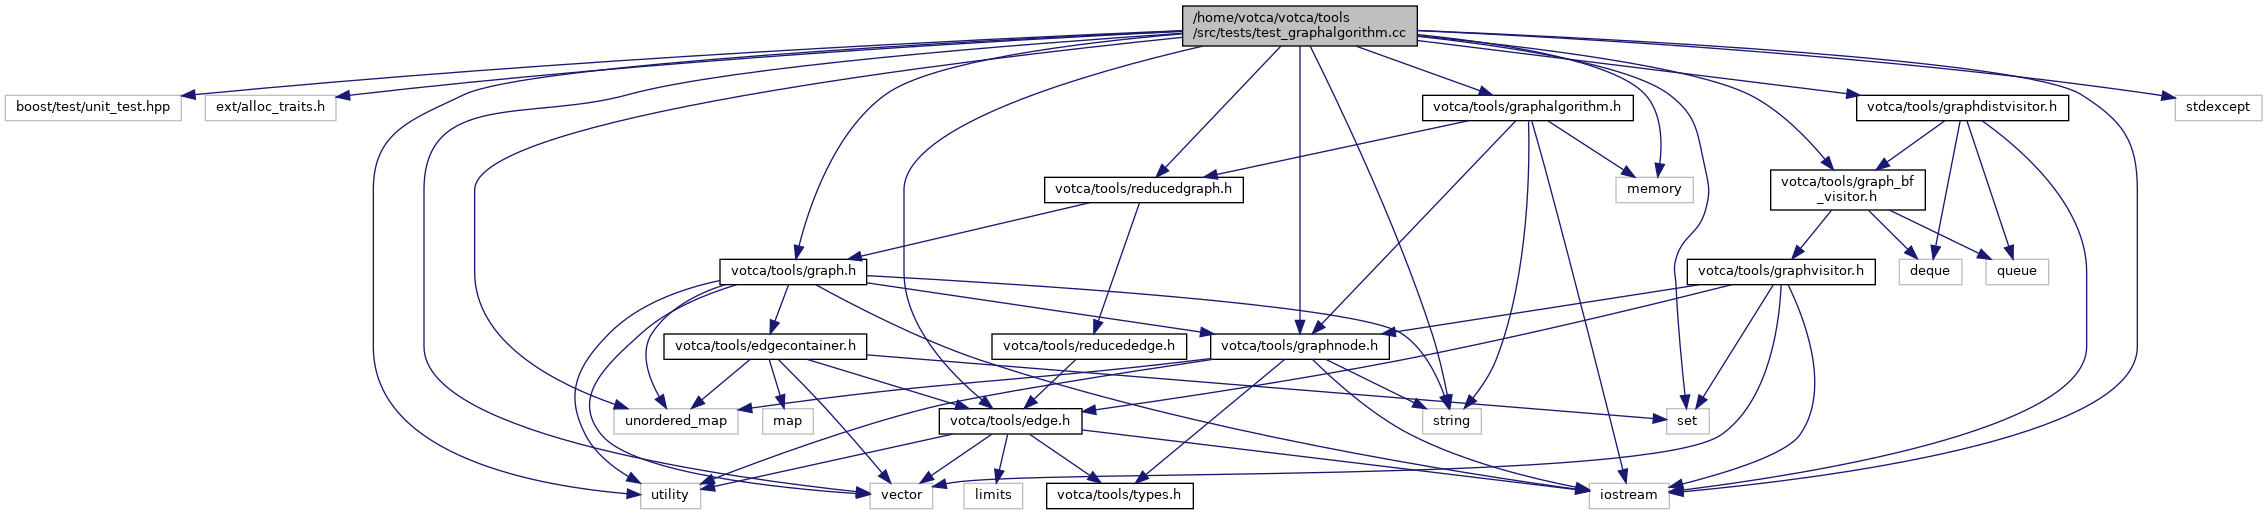 /home/votca/votca/tools
/src/tests/test_graphalgorithm.cc
boost/test/unit_test.hpp
ext/alloc_traits.h
votca/tools/graphalgorithm.h
votca/tools/graphdistvisitor.h
stdexcept
votca/tools/reducedgraph.h
memory
votca/tools/graph_bf
_visitor.h
votca/tools/graph.h
votca/tools/graphvisitor.h
deque
queue
votca/tools/edgecontainer.h
votca/tools/reducededge.h
votca/tools/graphnode.h
unordered_map
map
votca/tools/edge.h
string
set
utility
vector
limits
votca/tools/types.h
iostream